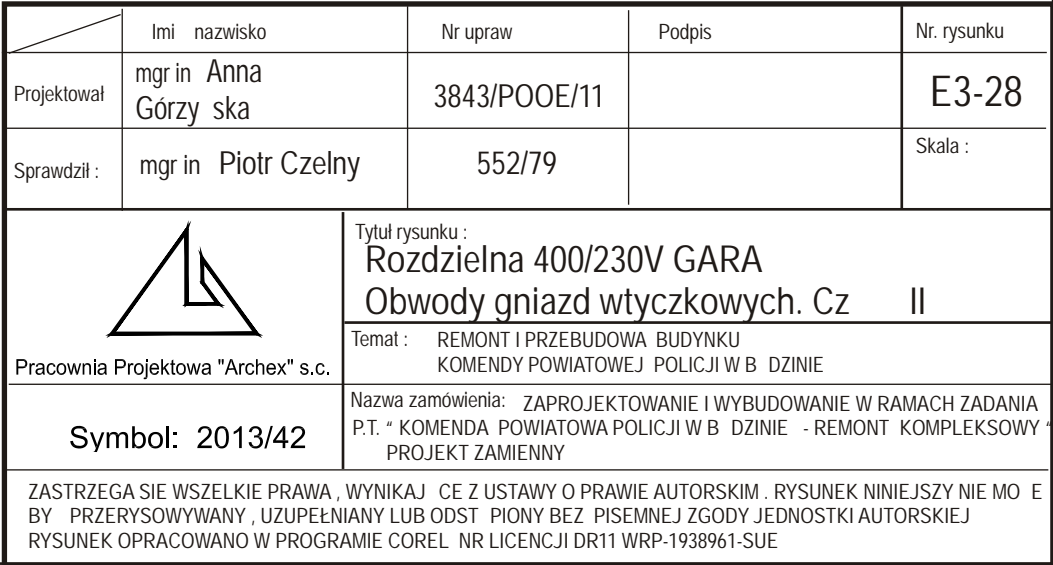 Imi nazwisko Nr upraw Podpis Nr. rysunku
Projektował mgr in Anna Górzy ska 3843/POOE/11 E3-28
Sprawdził : mgr in Piotr Czelny 552/79 Skala :
Tytuł rysunku :
Rozdzielna 400/230V GARA
Obwody gniazd wtyczkowych. Cz II
Pracownia Projektowa "Archex" s.c.
Temat : REMONT I PRZEBUDOWA BUDYNKU
KOMENDY POWIATOWEJ POLICJI W B DZINIE
Symbol: 2013/42
Nazwa zamówienia: ZAPROJEKTOWANIE I WYBUDOWANIE W RAMACH ZADANIA
P.T. “ KOMENDA POWIATOWA POLICJI W B DZINIE - REMONT KOMPLEKSOWY “
PROJEKT ZAMIENNY
ZASTRZEGA SIE WSZELKIE PRAWA , WYNIKAJ CE Z USTAWY O PRAWIE AUTORSKIM . RYSUNEK NINIEJSZY NIE MO E
BY PRZERYSOWYWANY , UZUPEŁNIANY LUB ODST PIONY BEZ PISEMNEJ ZGODY JEDNOSTKI AUTORSKIEJ
RYSUNEK OPRACOWANO W PROGRAMIE COREL NR LICENCJI DR11 WRP-1938961-SUE